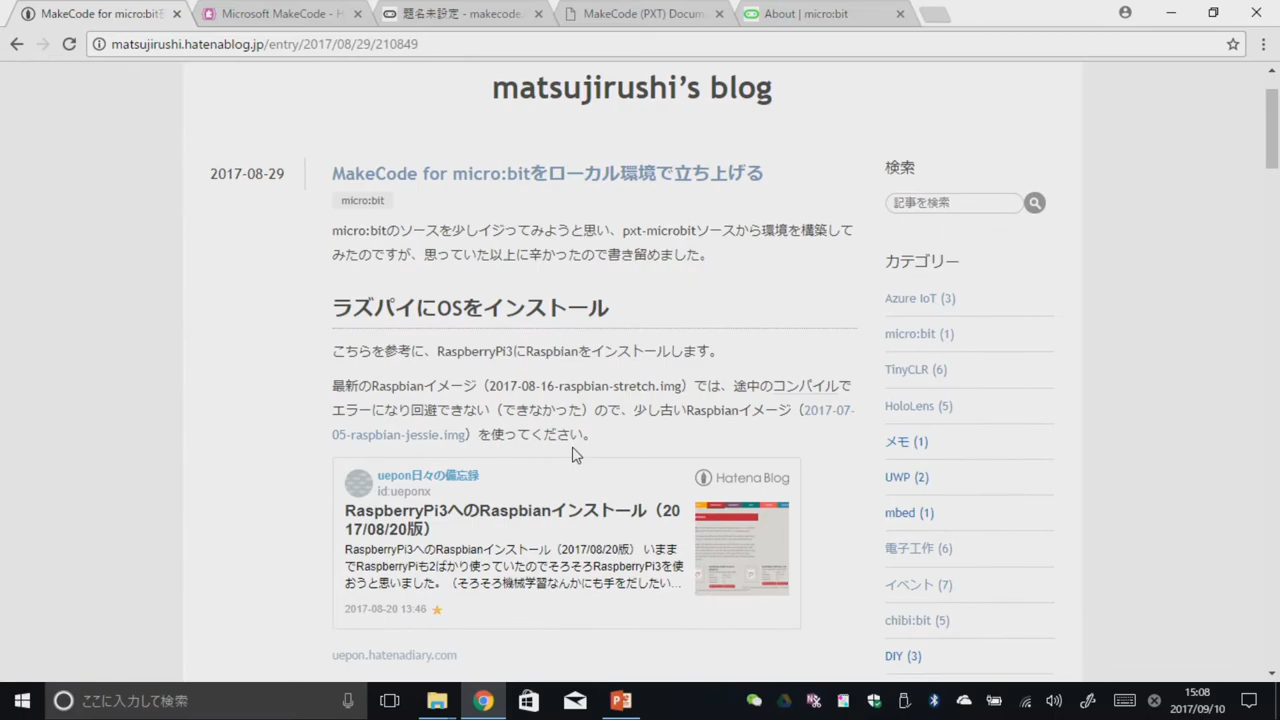 MakeCode for micro:bitを
Microsoft MakeCode - H
題名未設定 - makecode.
MakeCode (PXT) Docum
About | micro:bit
matsujirushi.hatenablog.jp/entry/2017/08/29/210849
matsujirushi's blog
2017-08-29
MakeCode for micro:bitをローカル環境で立ち上げる
micro:bit
micro:bitのソースを少しイジってみようと思い、pxt-microbitソースから環境を構築して
みたのですが、思っていた以上に辛かったので書き留めました。
ラズパイにOSをインストール
こちらを参考に、RaspberryPi3にRaspbianをインストールします。
最新のRaspbianイメージ（2017-08-16-raspbian-stretch.img）では、途中のコンパイルで
エラーになり回避できない（できなかった）ので、少し古いRaspbianイメージ（2017-07-
05-raspbian-jessie.img）を使ってください。
uepon日々の備忘録
id:ueponx
Hatena Blog
RaspberryPi3へのRaspbianインストール（20
17/08/20版）
RaspberryPi3へのRaspbianインストール（2017/08/20版） いままで
でRaspberryPiも2ばかり使っていたのでそろそろRaspberryPi3を使
おうと思いました。（そろそろ機械学習なんかにも手をだしたい…
2017-08-20 13:46
uepon.hatenadiary.com
検索
記事を検索
カテゴリー
Azure IoT (3)
micro:bit (1)
TinyCLR (6)
HoloLens (5)
メモ (1)
UWP (2)
mbed (1)
電子工作 (6)
イベント (7)
chibi:bit (5)
DIY (3)
ここに入力して検索
15:08
2017/09/10